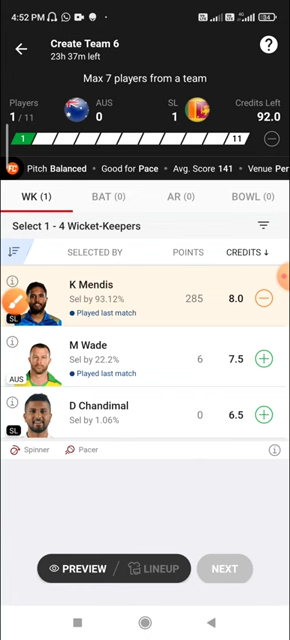 4:52 PM
34
Create Team 6
23h 37m left
?
Max 7 players from a team
Players
1 / 11
AUS
0
SL
1
Credits Left
92.0
1
11
FC
Pitch Balanced • Good for Pace • Avg. Score 141 • Venue Per
WK (1)
BAT (0)
AR (0)
BOWL (0)
Select 1 - 4 Wicket-Keepers
SELECTED BY
POINTS
CREDITS ↓
K Mendis
Sel by 93.12%
Played last match
285
8.0
SL
M Wade
Sel by 22.2%
Played last match
6
7.5
AUS
D Chandimal
Sel by 1.06%
0
6.5
SL
Spinner
Pacer
PREVIEW / LINEUP
NEXT